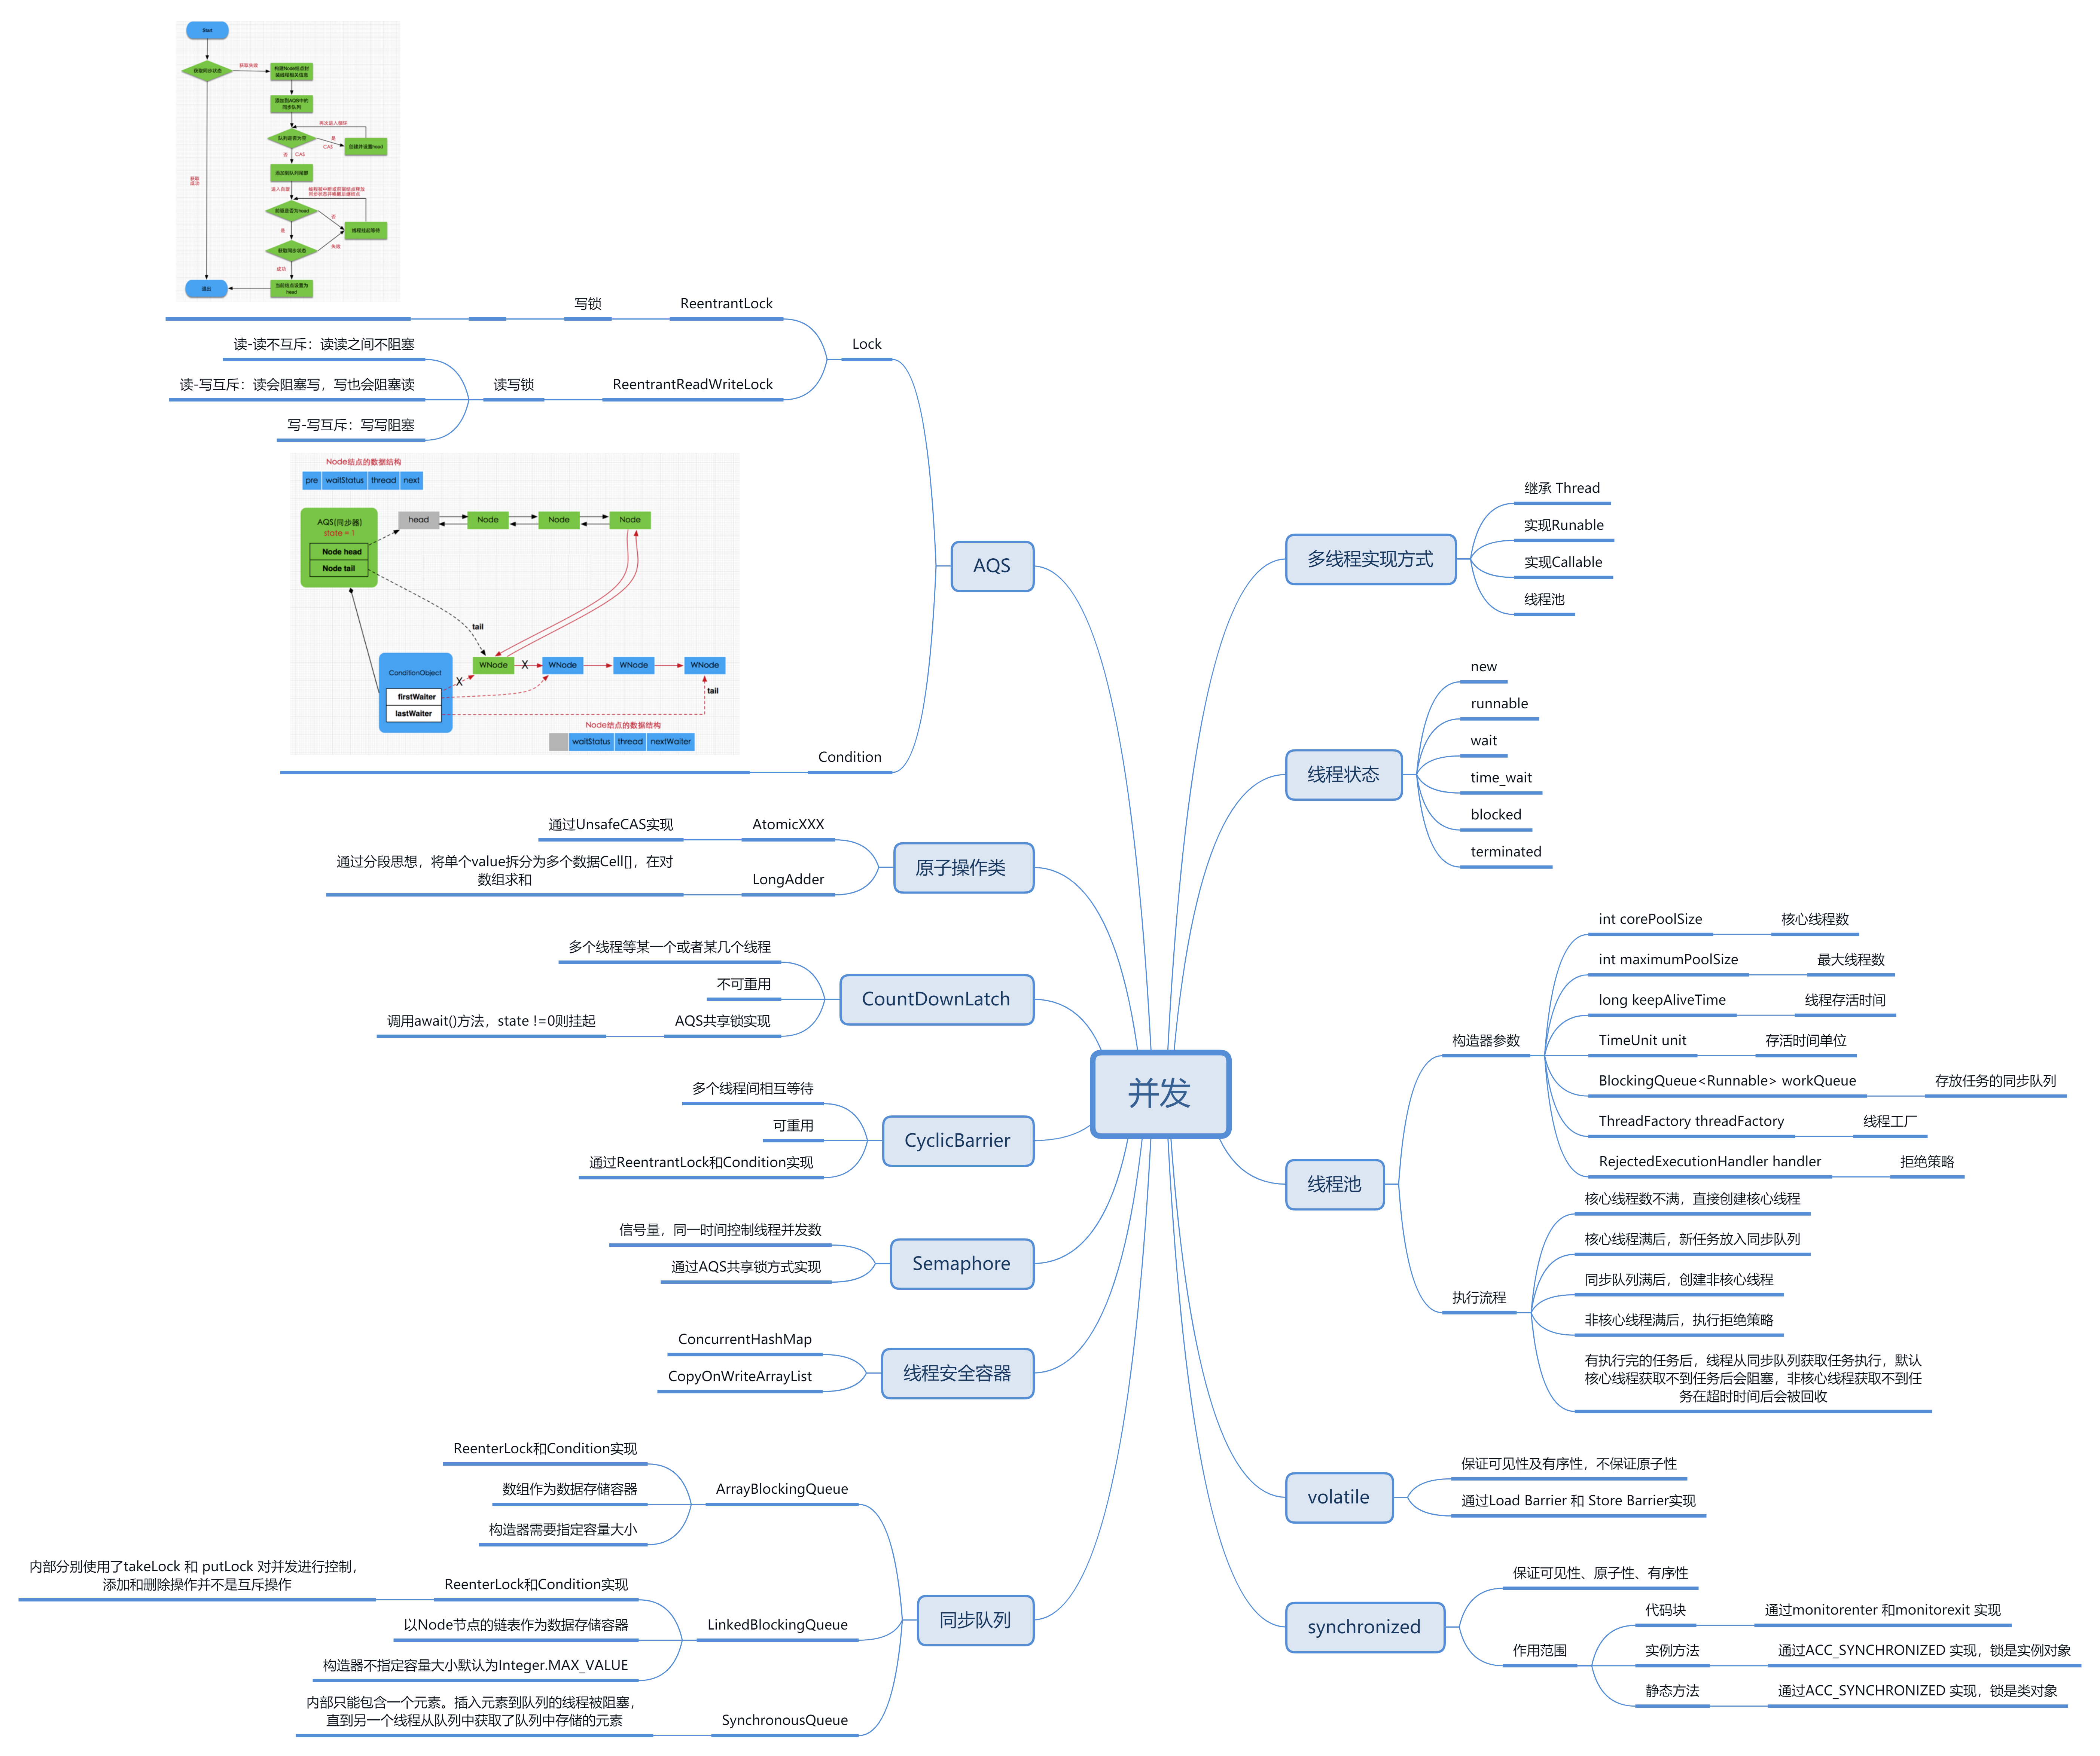 Start
获取同步状态
获取失败
构建Node结点封
装线程相关信息
添加到AQS中的
同步队列
再次进入循环
队列是否为空
是
CAS
创建并设置head
否
CAS
添加到队列尾部
获取
成功
进入自旋
线程被中断或前驱结点释放
同步状态并唤醒后继结点
前驱是否为head
否
线程挂起等待
是
获取同步状态
失败
成功
退出
当前结点设置为
head
写锁
ReentrantLock
Lock
读-读不互斥：读读之间不阻塞
读-写互斥：读会阻塞写，写也会阻塞读
写-写互斥：写写阻塞
读写锁
ReentrantReadWriteLock
Node结点的数据结构
pre
waitStatus
thread
next
AQS(同步器)
state = 1
Node head
Node tail
head
Node
Node
Node
tail
ConditionObject
firstWaiter
lastWaiter
X
WNode
X
WNode
WNode
WNode
tail
Node结点的数据结构
waitStatus
thread
nextWaiter
Condition
AQS
通过UnsafeCAS实现
AtomicXXX
通过分段思想，将单个value拆分为多个数据Cell[]，在对
数组求和
LongAdder
原子操作类
多个线程等某一个或者某几个线程
不可重用
调用await()方法，state !=0则挂起
AQS共享锁实现
CountDownLatch
多个线程间相互等待
可重用
通过ReentrantLock和Condition实现
CyclicBarrier
信号量，同一时间控制线程并发数
通过AQS共享锁方式实现
Semaphore
ConcurrentHashMap
CopyOnWriteArrayList
线程安全容器
ReenterLock和Condition实现
数组作为数据存储容器
构造器需要指定容量大小
ArrayBlockingQueue
内部分别使用了takeLock 和 putLock 对并发进行控制，
添加和删除操作并不是互斥操作
ReenterLock和Condition实现
以Node节点的链表作为数据存储容器
构造器不指定容量大小默认为Integer.MAX_VALUE
LinkedBlockingQueue
内部只能包含一个元素。插入元素到队列的线程被阻塞，
直到另一个线程从队列中获取了队列中存储的元素
SynchronousQueue
同步队列
并发
多线程实现方式
继承 Thread
实现Runable
实现Callable
线程池
线程状态
new
runnable
wait
time_wait
blocked
terminated
线程池
构造器参数
int corePoolSize
核心线程数
int maximumPoolSize
最大线程数
long keepAliveTime
线程存活时间
TimeUnit unit
存活时间单位
BlockingQueue<Runnable> workQueue
存放任务的同步队列
ThreadFactory threadFactory
线程工厂
RejectedExecutionHandler handler
拒绝策略
执行流程
核心线程数不满，直接创建核心线程
核心线程满后，新任务放入同步队列
同步队列满后，创建非核心线程
非核心线程满后，执行拒绝策略
有执行完的任务后，线程从同步队列获取任务执行，默认
核心线程获取不到任务后会阻塞，非核心线程获取不到任
务在超时时间后会被回收
volatile
保证可见性及有序性，不保证原子性
通过Load Barrier 和 Store Barrier实现
synchronized
保证可见性、原子性、有序性
作用范围
代码块
通过monitorenter 和monitorexit 实现
实例方法
通过ACC_SYNCHRONIZED 实现，锁是实例对象
静态方法
通过ACC_SYNCHRONIZED 实现，锁是类对象